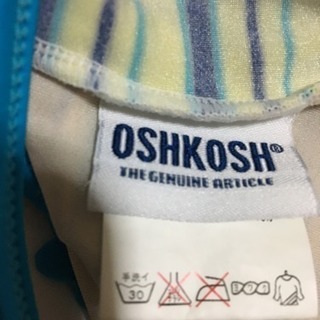 OSHKOSH®
THE GENUINE ARTICLE
手洗イ
30